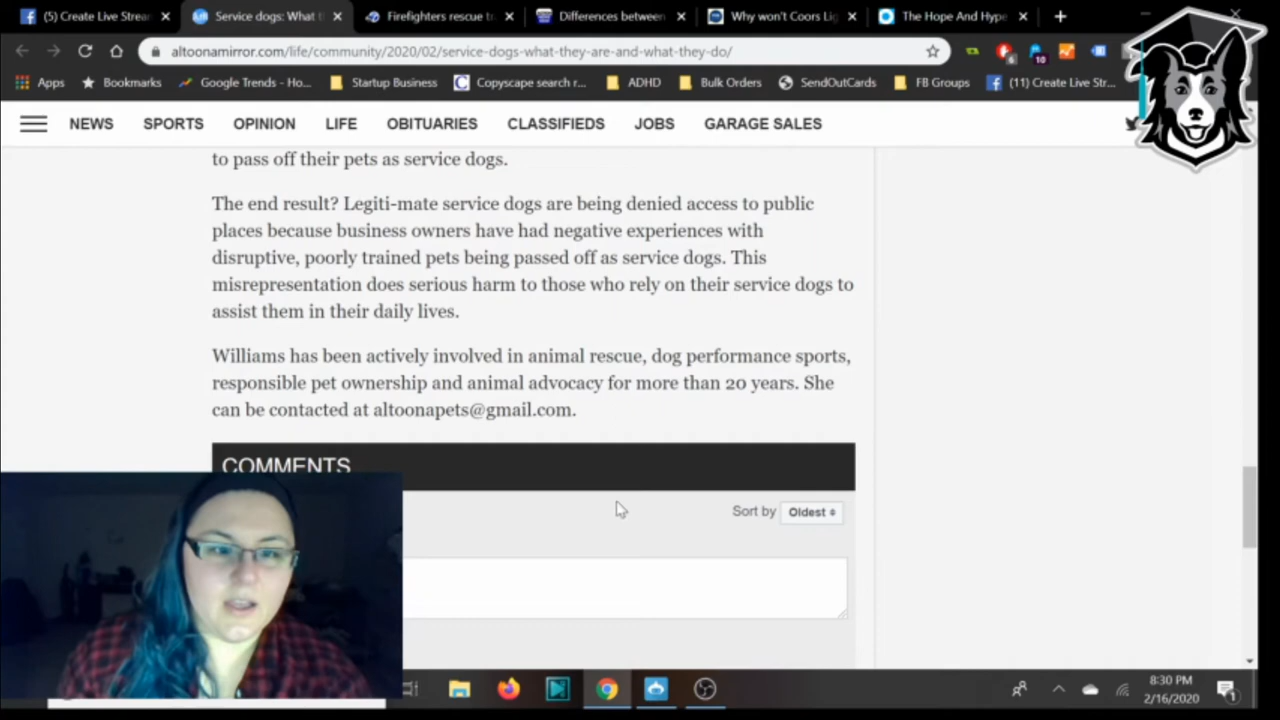 (5) Create Live Strean
Service dogs: What t
Firefighters rescue tr
Differences between
Why won't Coors Lig
The Hope And Hype
altoonamirror.com/life/community/2020/02/service-dogs-what-they-are-and-what-they-do/
6
10
Apps
Bookmarks
Google Trends - Ho...
Startup Business
Copyscape search r...
ADHD
Bulk Orders
SendOutCards
FB Groups
(11) Create Live Str...
NEWS
SPORTS
OPINION
LIFE
OBITUARIES
CLASSIFIEDS
JOBS
GARAGE SALES
to pass off their pets as service dogs.
The end result? Legiti-mate service dogs are being denied access to public
places because business owners have had negative experiences with
disruptive, poorly trained pets being passed off as service dogs. This
misrepresentation does serious harm to those who rely on their service dogs to
assist them in their daily lives.
Williams has been actively involved in animal rescue, dog performance sports,
responsible pet ownership and animal advocacy for more than 20 years. She
can be contacted at altoonapets@gmail.com.
COMMENTS
Sort by
Oldest
8:30 PM
2/16/2020
1